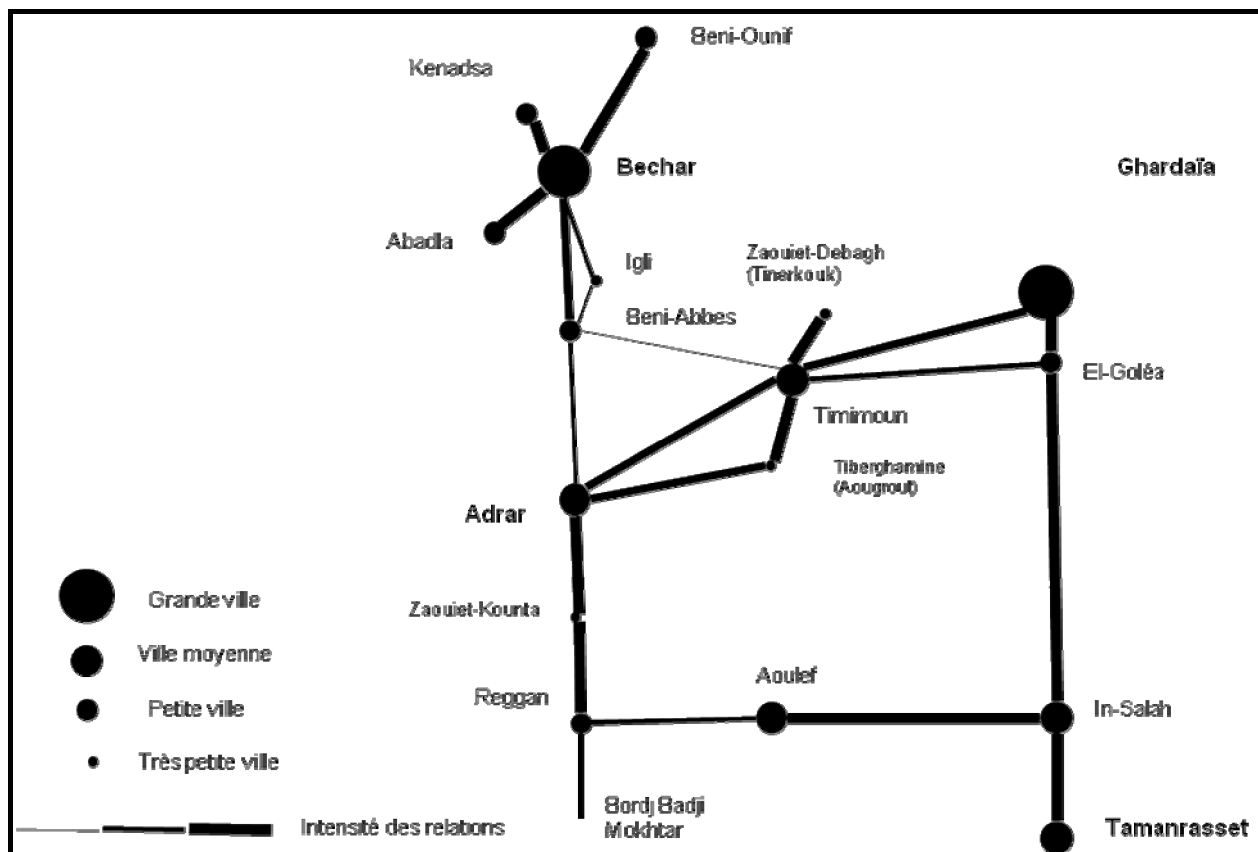 Beni-Ounif
Kenadsa
Bechar
Ghardaïa
Abadla
Igli
Zaouiet-Debagh
(Tinerkouk)
Beni-Abbes
El-Goléa
Timimoun
Tiberghamine
(Aougrout)
Adrar
Grande ville
Zaouiet-Kounta
Ville moyenne
Aoulef
Reggan
Petite ville
In-Salah
Très petite ville
Bordj Badji
Mokhtar
Intensité des relations
Tamanrasset